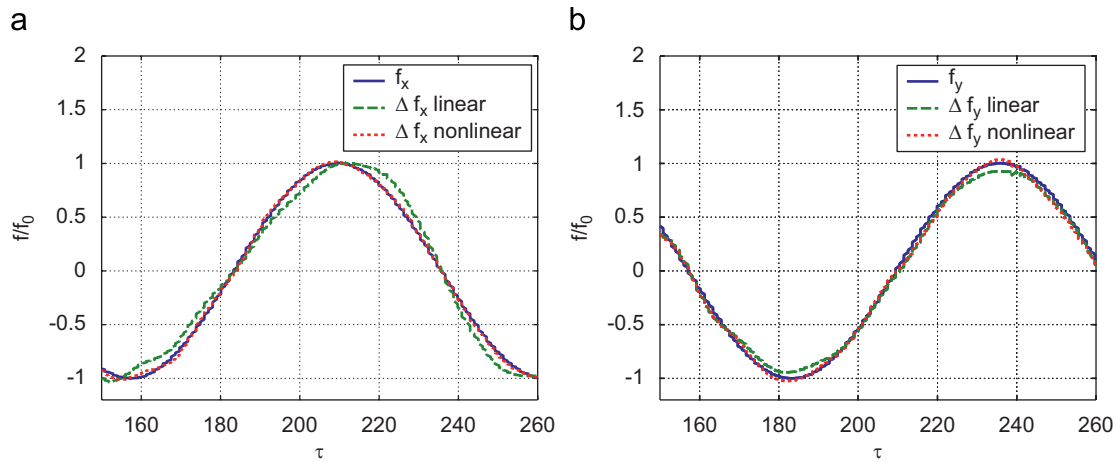 a
b
2
1.5
1
0.5
0
-0.5
-1
f/f0
160 180 200 220 240 260
τ
fx
Δ fx linear
Δ fx nonlinear
2
1.5
1
0.5
0
-0.5
-1
f/f0
160 180 200 220 240 260
τ
fy
Δ fy linear
Δ fy nonlinear